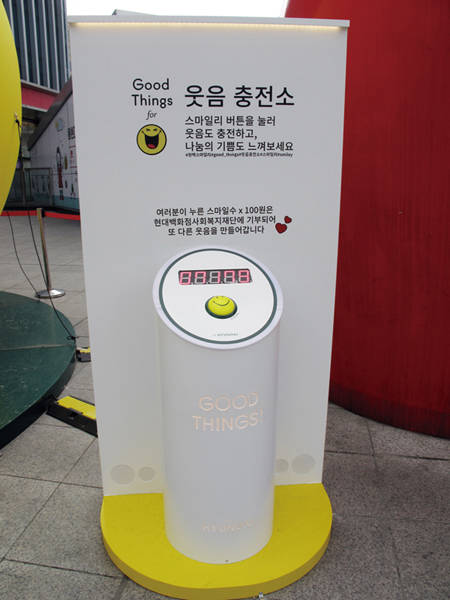 Good
Things
for
웃음 충전소
스마일리 버튼을 눌러
웃음도 충전하고,
나눔의 기쁨도 느껴보세요
여러분이 누른 스마일수 x 100원은
현대백화점사회복지재단에 기부되어
또 다른 웃음을 만들어갑니다
GOOD
THINGS!